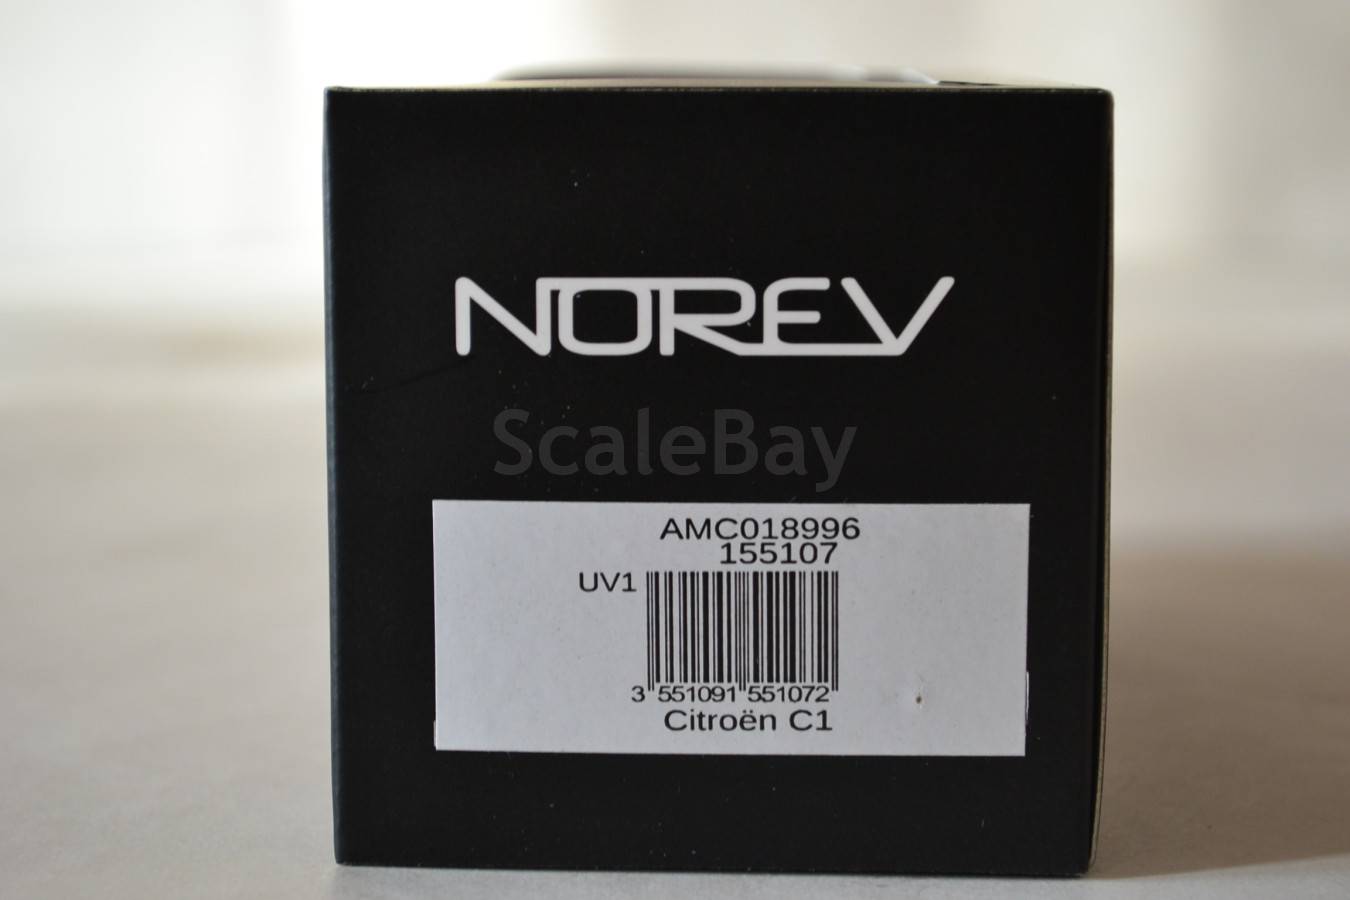 NOREV
ScaleBay
AMC018996
155107
UV1
3 551091 551072
Citroën C1